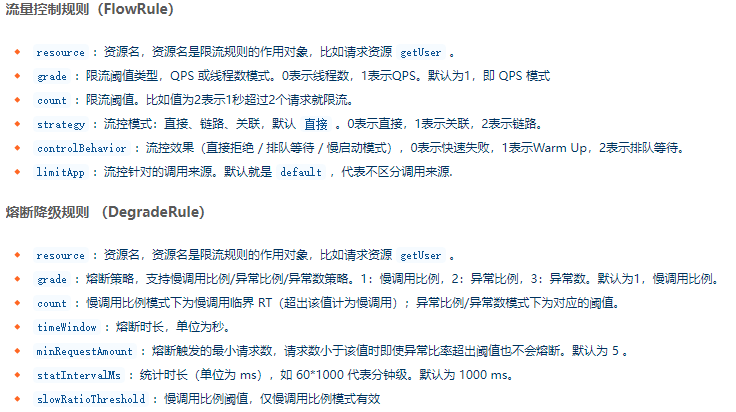 流量控制规则（FlowRule）
resource ：资源名，资源名是限流规则的作用对象，比如请求资源 getUser 。
grade ：限流阈值类型，QPS 或线程数模式。0表示线程数，1表示QPS。默认为1，即 QPS 模式
count ：限流阈值。比如值为2表示1秒超过2个请求就限流。
strategy ：流控模式：直接、链路、关联，默认 直接 。0表示直接，1表示关联，2表示链路。
controlBehavior ：流控效果（直接拒绝 / 排队等待 / 慢启动模式），0表示快速失败，1表示Warm Up，2表示排队等待。
limitApp ：流控针对的调用来源。默认就是 default ，代表不区分调用来源.
熔断降级规则 （DegradeRule）
resource ：资源名，资源名是限流规则的作用对象，比如请求资源 getUser 。
grade ：熔断策略，支持慢调用比例/异常比例/异常数策略。1：慢调用比例，2：异常比例，3：异常数。默认为1，慢调用比例。
count ：慢调用比例模式下为慢调用临界 RT（超出该值计为慢调用）；异常比例/异常数模式下为对应的阈值。
timeWindow ：熔断时长，单位为秒。
minRequestAmount ：熔断触发的最小请求数，请求数小于该值时即使异常比率超出阈值也不会熔断。默认为 5 。
statIntervalMs ：统计时长（单位为 ms），如 60*1000 代表分钟级。默认为 1000 ms。
slowRatioThreshold ：慢调用比例阈值，仅慢调用比例模式有效